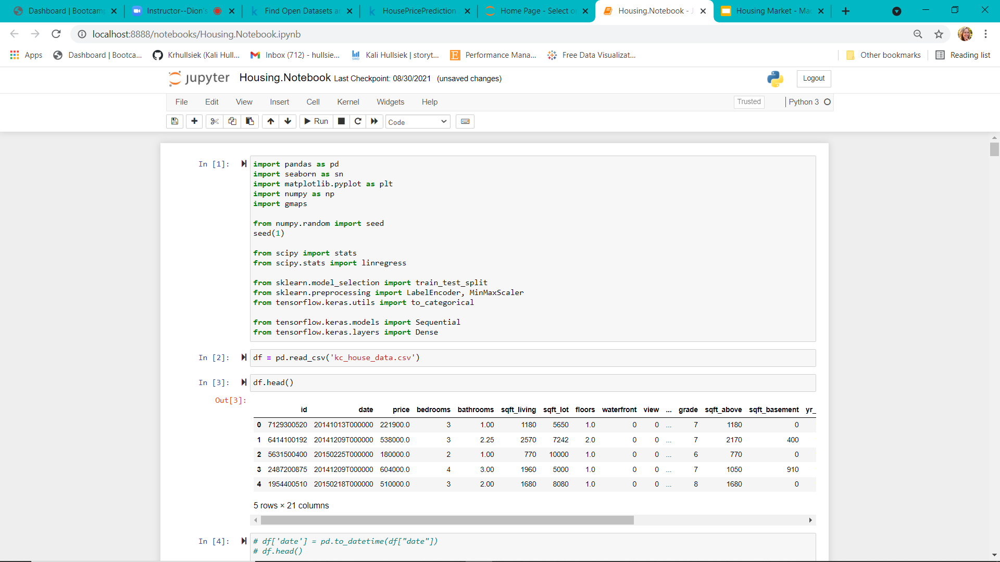 Dashboard | Bootcamp
Instructor--Dion's
Find Open Datasets a
HousePricePrediction
Home Page - Select o
Housing.Notebook - J
Housing Market - Mac
localhost:8888/notebooks/Housing.Notebook.ipynb
Apps
Dashboard | Bootca...
Krhullsiek (Kali Hull...
Inbox (712) - hullsie...
Kali Hullsiek | storyt...
Performance Mana...
Free Data Visualizat...
Other bookmarks
Reading list
jupyter Housing.Notebook Last Checkpoint: 08/30/2021 (unsaved changes)
Logout
File Edit View Insert Cell Kernel Widgets Help
Trusted
Python 3
Run
Code
In [1]:
import pandas as pd
import seaborn as sn
import matplotlib.pyplot as plt
import numpy as np
import gmaps
from numpy.random import seed
seed(1)
from scipy import stats
from scipy.stats import linregress
from sklearn.model_selection import train_test_split
from sklearn.preprocessing import LabelEncoder, MinMaxScaler
from tensorflow.keras.utils import to_categorical
from tensorflow.keras.models import Sequential
from tensorflow.keras.layers import Dense
In [2]: df = pd.read_csv('kc_house_data.csv')
In [3]: df.head()
Out[3]:
id date price bedrooms bathrooms sqft_living sqft_lot floors waterfront view ... grade sqft_above sqft_basement yr_
0 7129300520 20141013T000000 221900.0 3 1.00 1180 5650 1.0 0 0 ... 7 1180 0
1 6414100192 20141209T000000 538000.0 3 2.25 2570 7242 2.0 0 0 ... 7 2170 400
2 5631500400 20150225T000000 180000.0 2 1.00 770 10000 1.0 0 0 ... 6 770 0
3 2487200875 20141209T000000 604000.0 4 3.00 1960 5000 1.0 0 0 ... 7 1050 910
4 1954400510 20150218T000000 510000.0 3 2.00 1680 8080 1.0 0 0 ... 8 1680 0
5 rows × 21 columns
In [4]: # df['date'] = pd.to_datetime(df["date"])
# df.head()